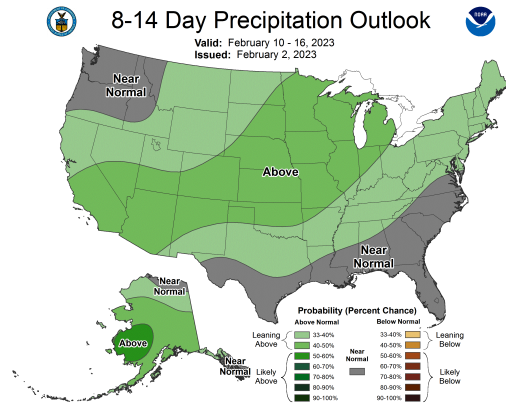 8-14 Day Precipitation Outlook
Valid: February 10 - 16, 2023
Issued: February 2, 2023
NOAA
Near
Normal
Above
Near
Normal
Near
Normal
Above
Near
Normal
Probability (Percent Chance)
Above Normal
Below Normal
Leaning
Above
33-40%
40-50%
Likely
Above
50-60%
60-70%
70-80%
80-90%
90-100%
Near
Normal
33-40%
40-50%
Leaning
Below
50-60%
60-70%
70-80%
80-90%
90-100%
Likely
Below